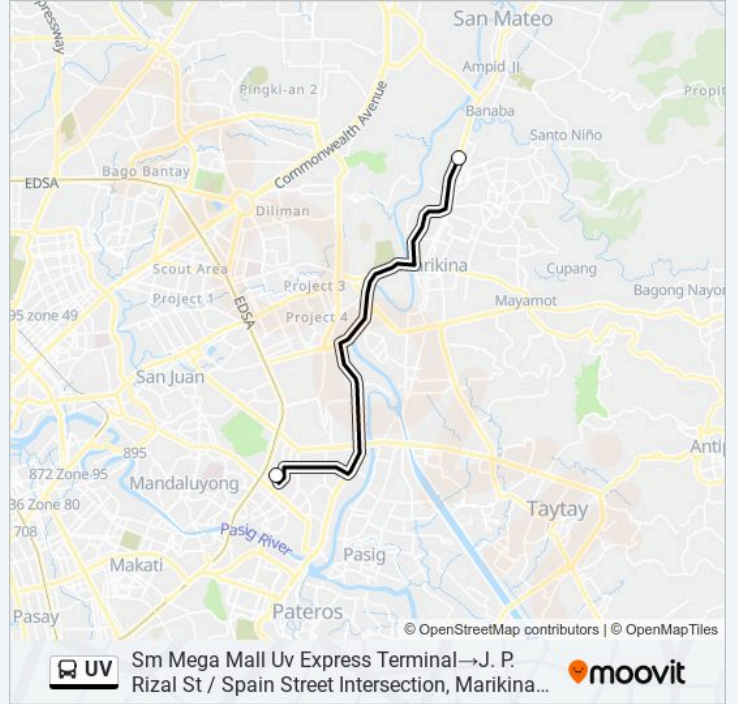 San Mateo
pressway
Ampid II
Pingki-an 2
Commonwealth Avenue
Propit
Banaba
Santo Niño
EDSA
Bago Bantay
Diliman
Scout Area
arikina
Cupang
Project 3
Bagong Nayon
Project 1
EDSA
Mayamot
95 zone 49
Project 4
San Juan
895
Antip
872 Zone 95
Mandaluyong
36 Zone 80
Taytay
708
Pasig River
Pasig
Makati
Pateros
Pasay
© OpenStreetMap contributors | © OpenMapTiles
UV
Sm Mega Mall Uv Express Terminal→J. P.
Rizal St / Spain Street Intersection, Marikina…
moovit